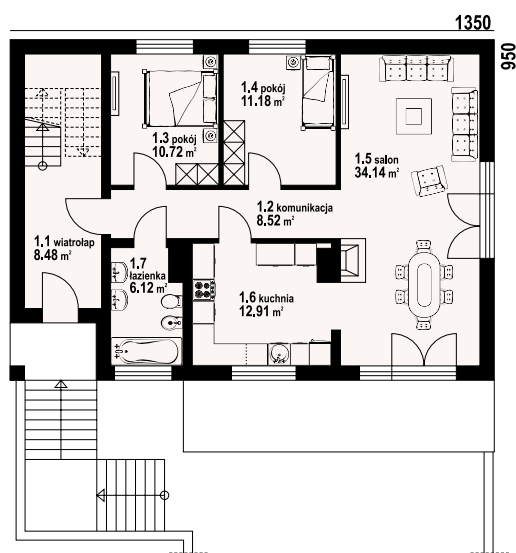 1350
950
1.4 pokój
11.18 m²
1.3 pokój
10.72 m²
1.5 salon
34.14 m²
1.2 komunikacja
8.52 m²
1.1 wiatrołap
8.48 m²
1.7
łazienka
6.12 m²
1.6 kuchnia
12.91 m²